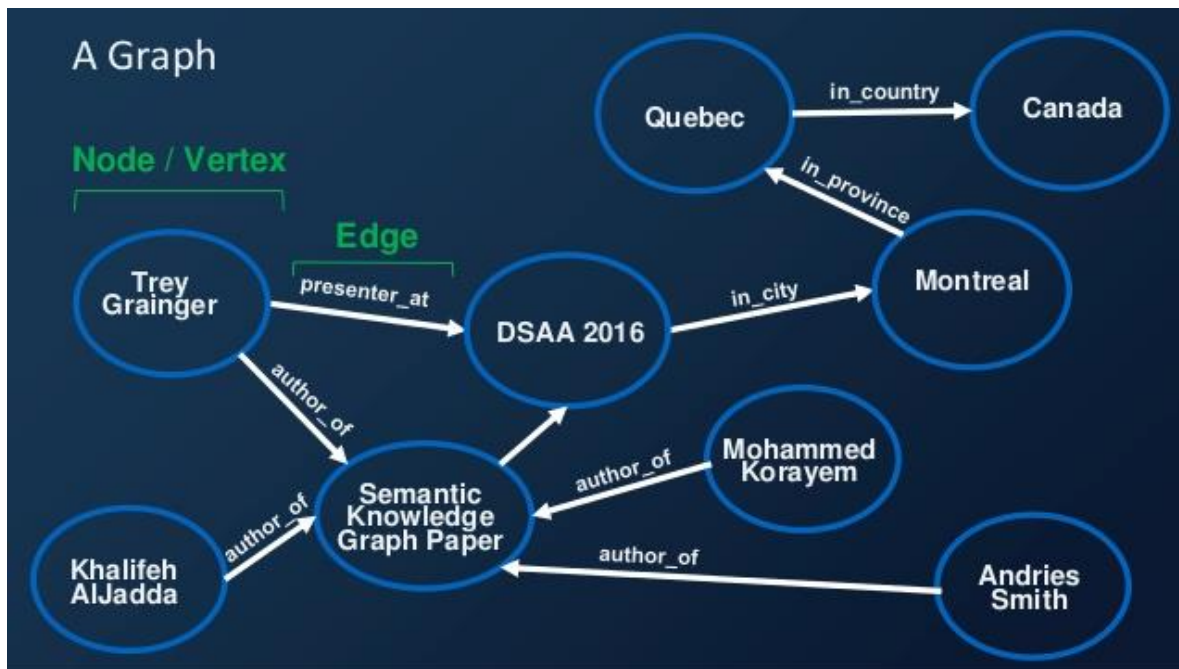 A Graph
Node / Vertex
Edge
Trey
Grainger
presenter_at
DSAA 2016
in_city
Montreal
in_province
Quebec
in_country
Canada
author_of
Semantic
Knowledge
Graph Paper
author_of
Khalifeh
AlJadda
author_of
Mohammed
Korayem
author_of
Andries
Smith